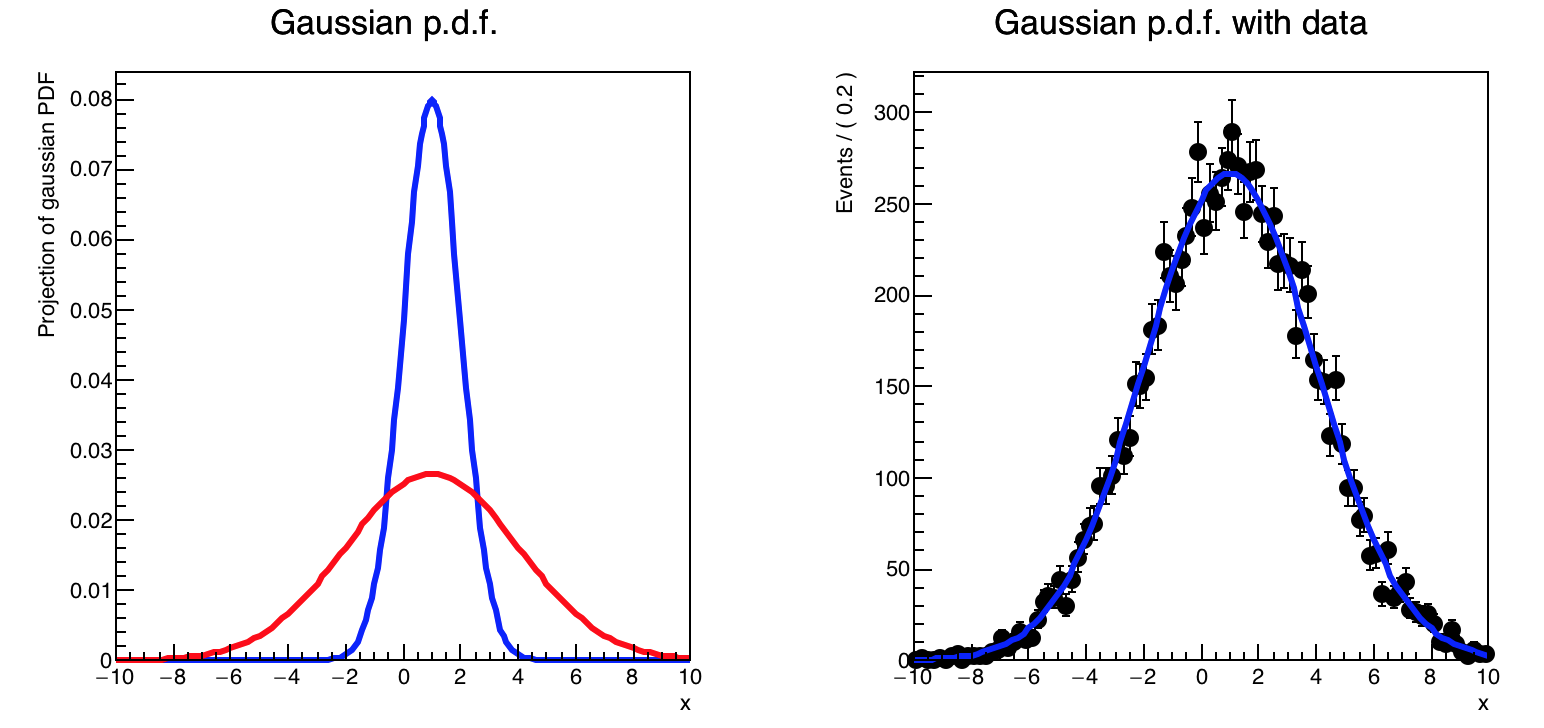 Gaussian p.d.f.
Projection of gaussian PDF
0.08
0.07
0.06
0.05
0.04
0.03
0.02
0.01
0
−10 −8 −6 −4 −2 0 2 4 6 8 10
x
Gaussian p.d.f. with data
Events / ( 0.2 )
300
250
200
150
100
50
0
−10 −8 −6 −4 −2 0 2 4 6 8 10
x